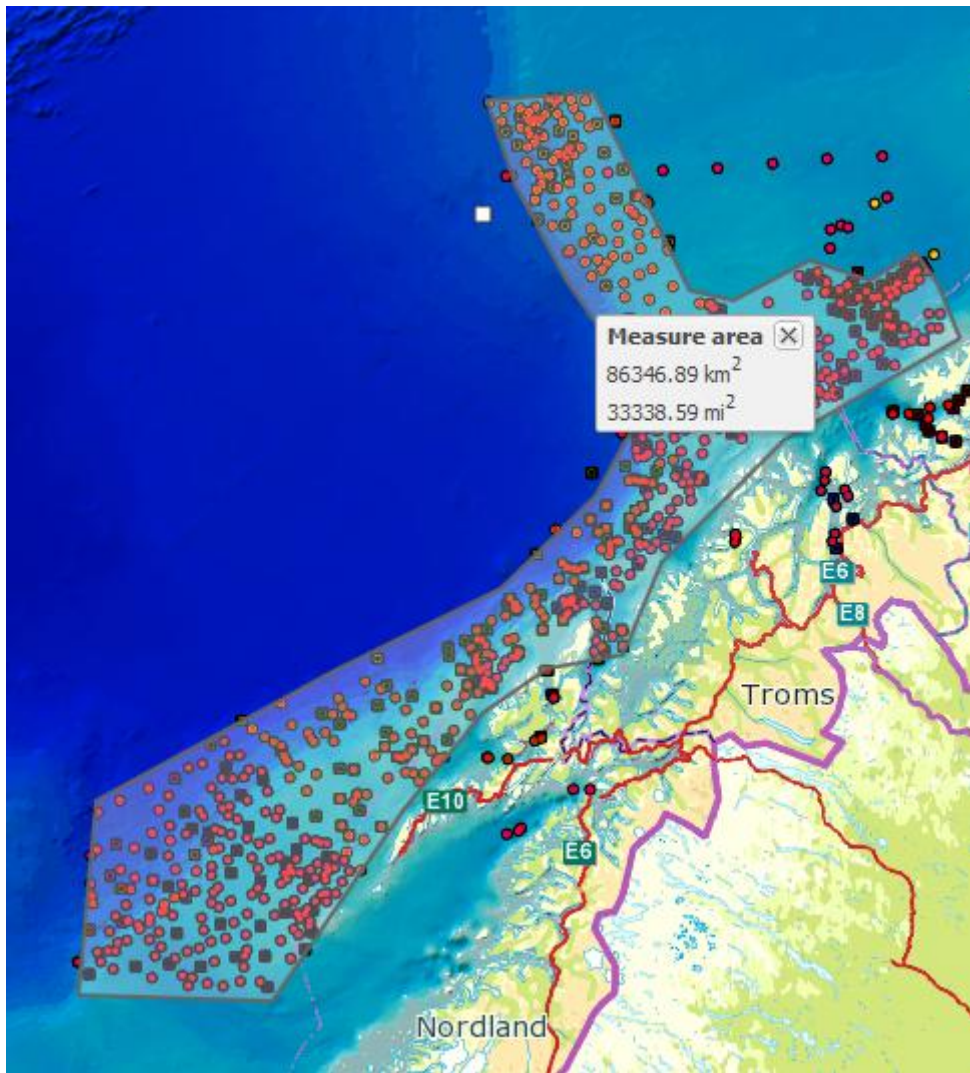 Measure area
86346.89 km²
33338.59 mi²
E6
E8
Troms
E10
E6
Nordland